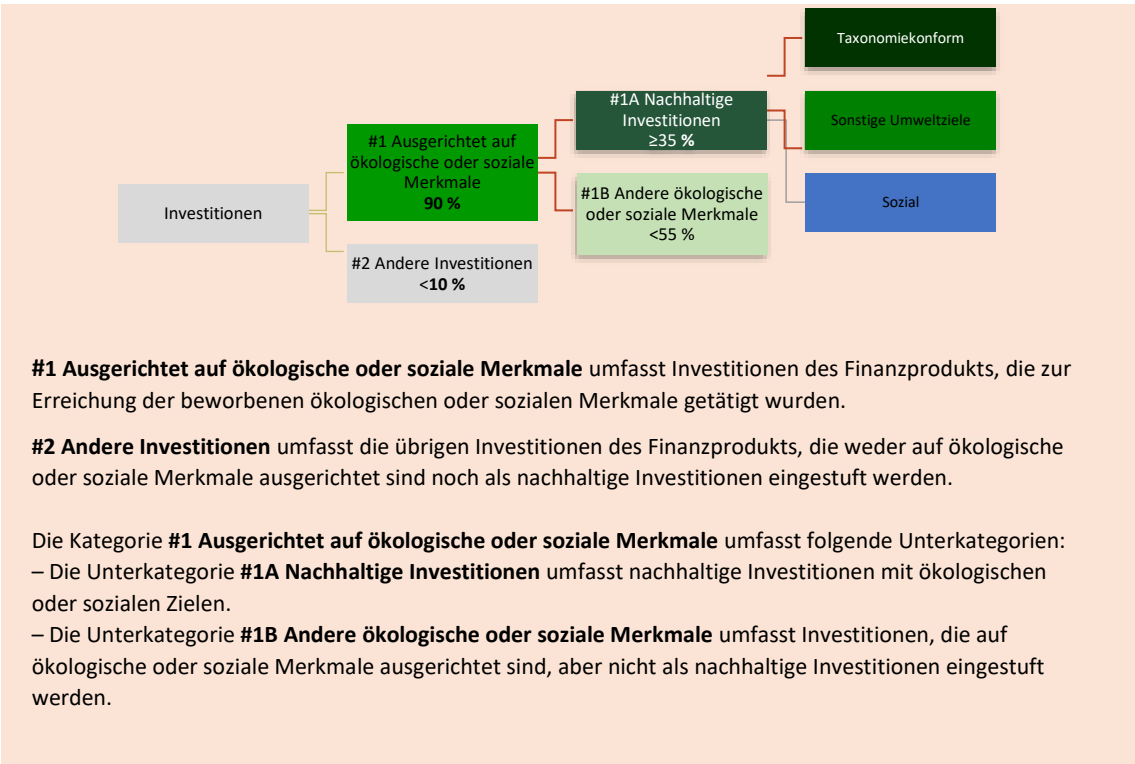 Taxonomiekonform
#1A Nachhaltige
Investitionen
≥35 %
Sonstige Umweltziele
#1 Ausgerichtet auf
ökologische oder soziale
Merkmale
90 %
#1B Andere ökologische
oder soziale Merkmale
<55 %
Sozial
Investitionen
#2 Andere Investitionen
<10 %
#1 Ausgerichtet auf ökologische oder soziale Merkmale umfasst Investitionen des Finanzprodukts, die zur
Erreichung der beworbenen ökologischen oder sozialen Merkmale getätigt wurden.
#2 Andere Investitionen umfasst die übrigen Investitionen des Finanzprodukts, die weder auf ökologische
oder soziale Merkmale ausgerichtet sind noch als nachhaltige Investitionen eingestuft werden.
Die Kategorie #1 Ausgerichtet auf ökologische oder soziale Merkmale umfasst folgende Unterkategorien:
– Die Unterkategorie #1A Nachhaltige Investitionen umfasst nachhaltige Investitionen mit ökologischen
oder sozialen Zielen.
– Die Unterkategorie #1B Andere ökologische oder soziale Merkmale umfasst Investitionen, die auf
ökologische oder soziale Merkmale ausgerichtet sind, aber nicht als nachhaltige Investitionen eingestuft
werden.